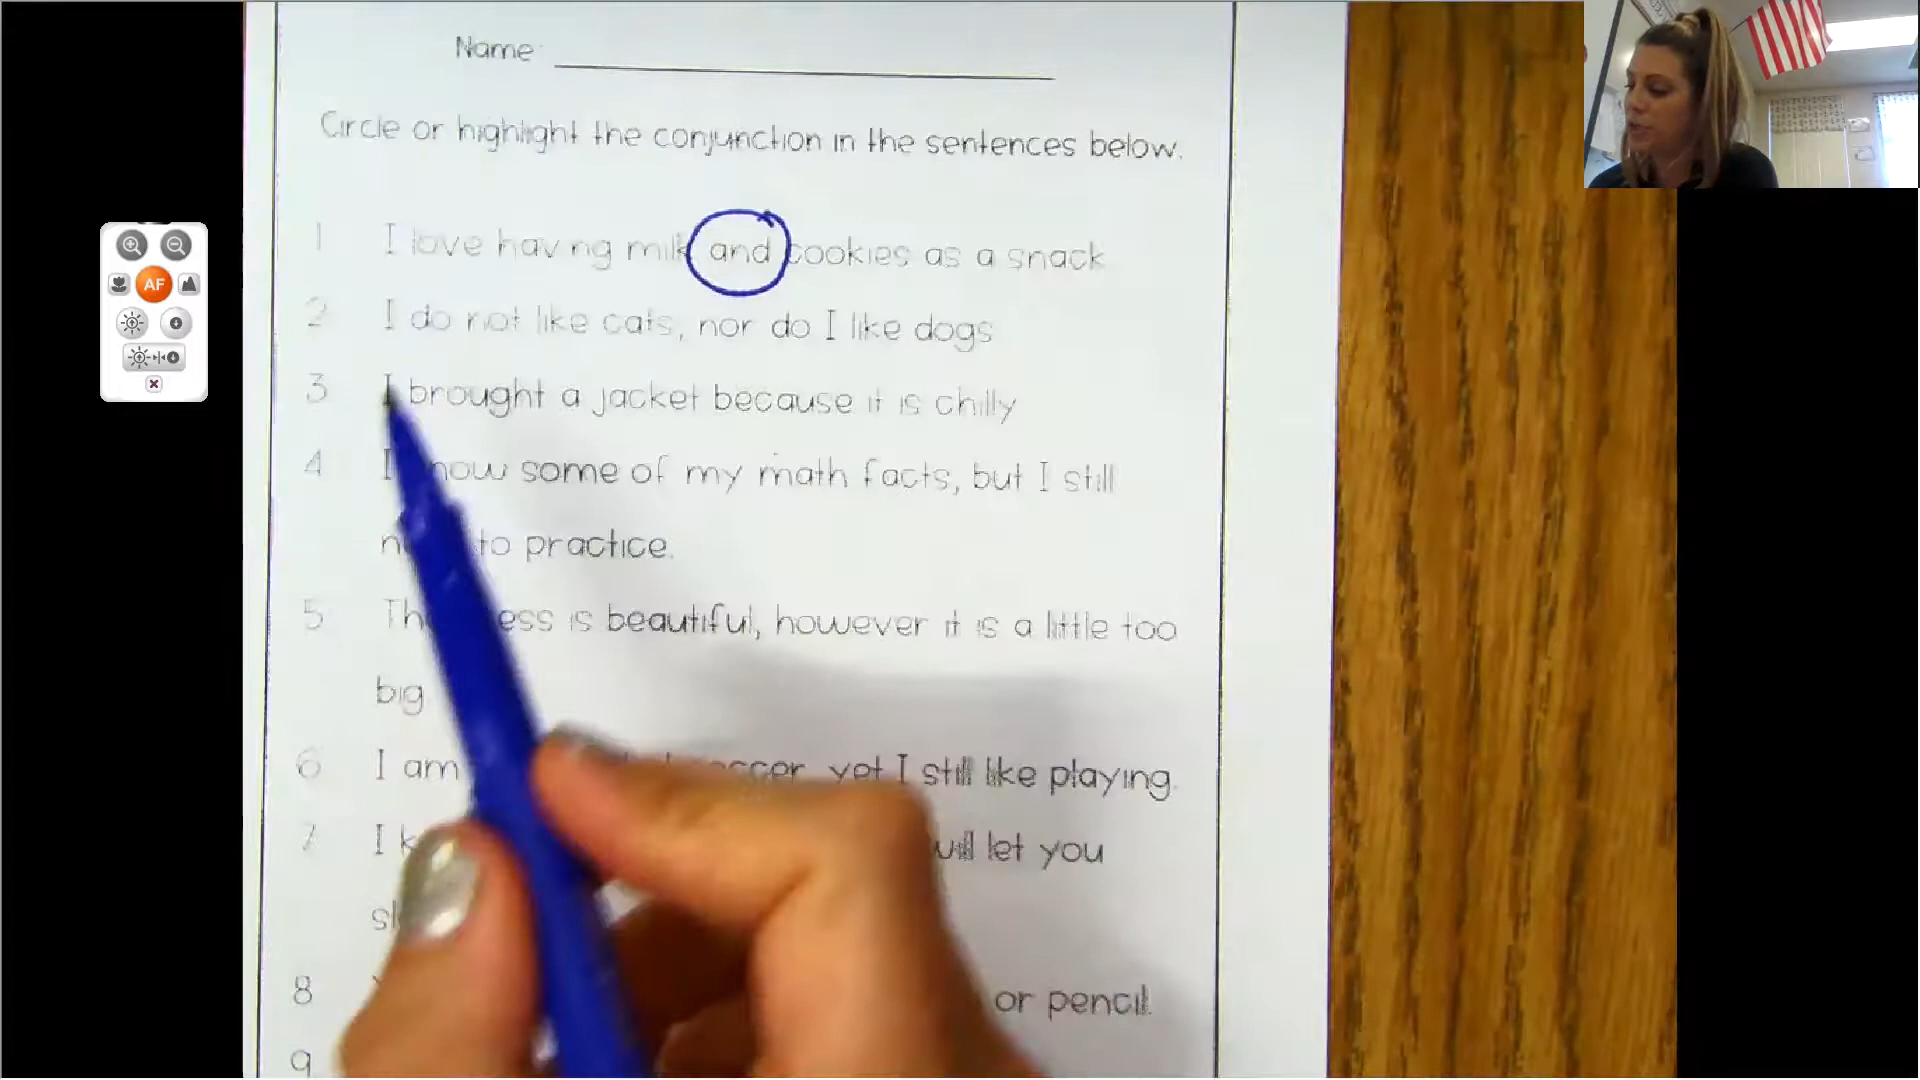 Name
Circle or highlight the conjunction in the sentences below.
1 I love having milk and cookies as a snack
2 I do not like cats, nor do I like dogs
3 I brought a jacket because it is chilly
4 I some of my math facts, but I still
to practice.
5 is beautiful, however it is a little too
big
6 I am soccer, yet I still like playing.
7 I will let you
8 or pencil.
9
AF